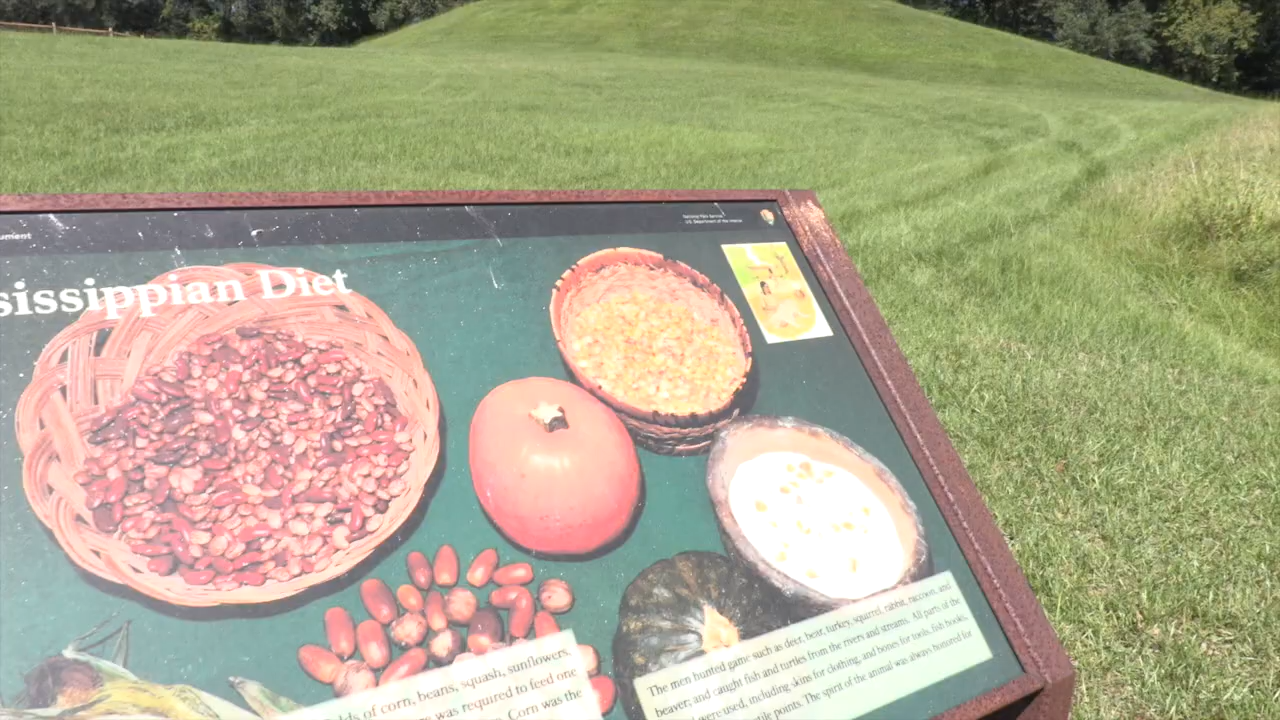 ument
National Park Service
U.S. Department of the Interior
sissippian Diet
lds of corn, beans, squash, sunflowers,
was required to feed one
Corn was the
The men hunted game such as deer, bear, turkey, squirrel, rabbit, raccoon, and
beaver; and caught fish and turtles from the rivers and streams. All parts of the
were used, including skins for clothing, and bones for tools, fish hooks,
tile points. The spirit of the animal was always honored for